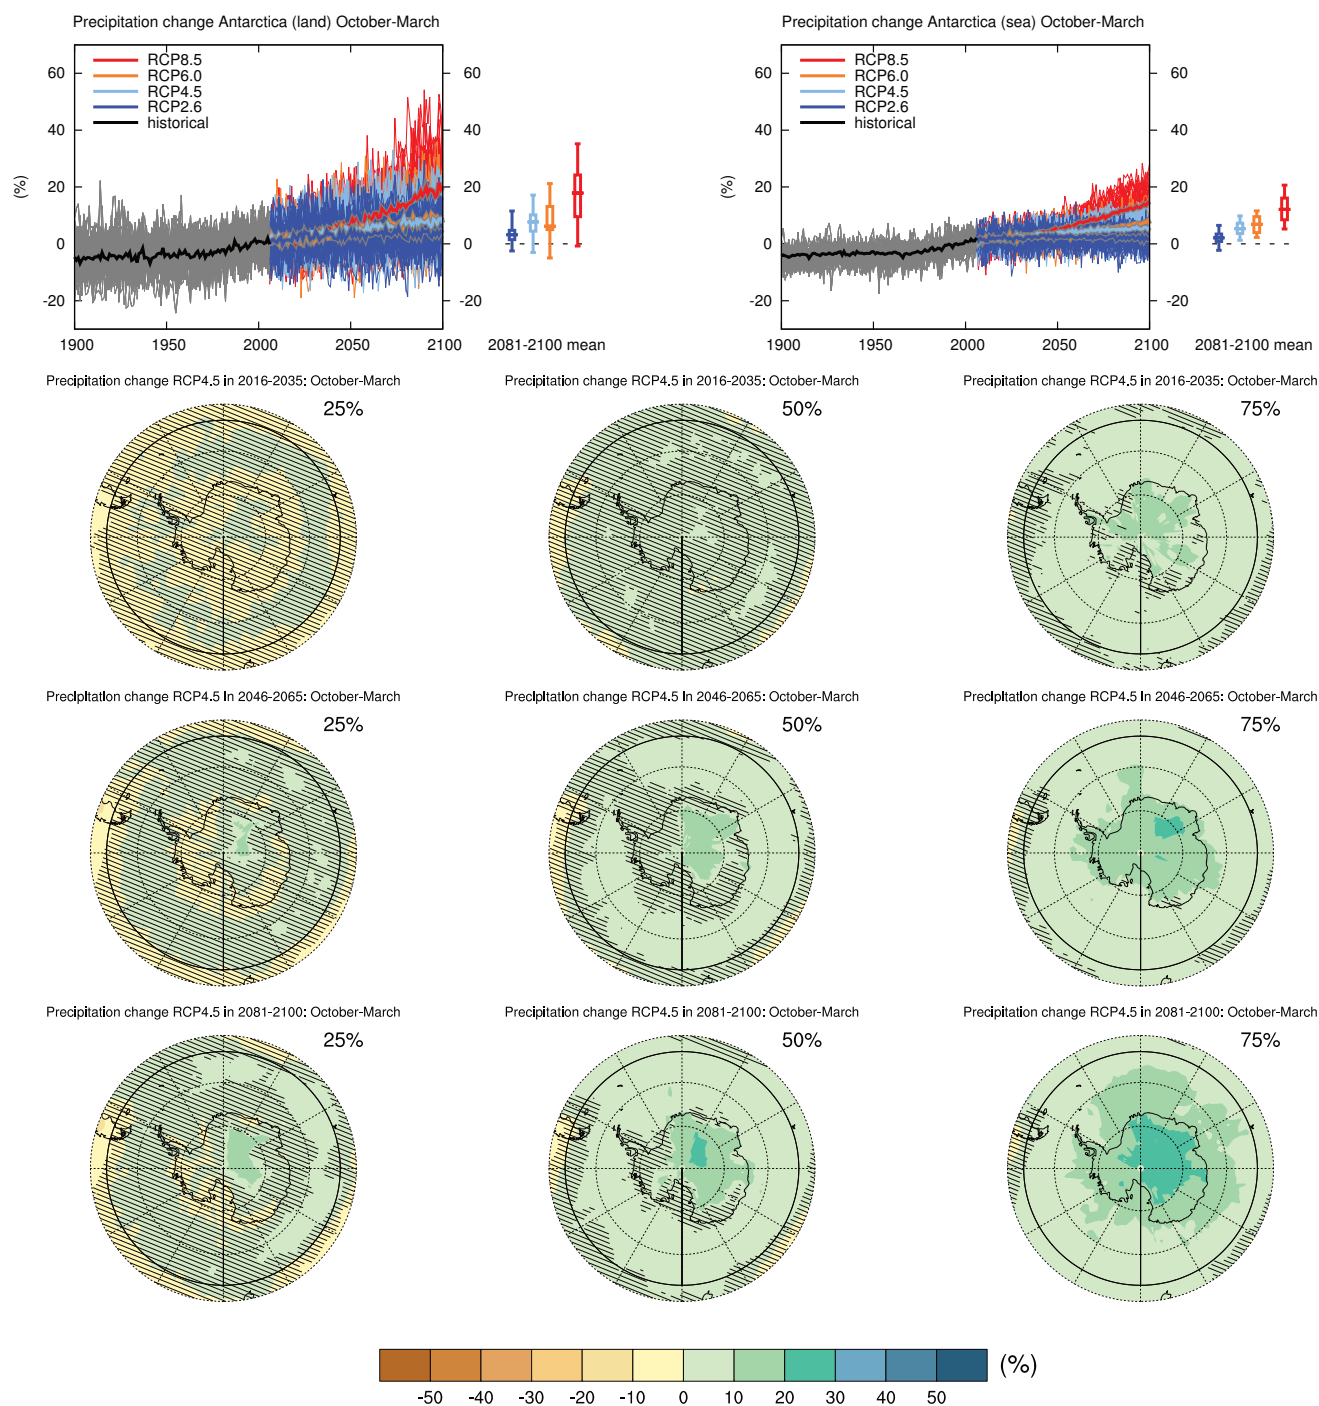 Precipitation change Antarctica (land) October-March
Precipitation change Antarctica (sea) October-March
60
40
20
0
-20
(%)
RCP8.5
RCP6.0
RCP4.5
RCP2.6
historical
60
40
20
0
-20
1900 1950 2000 2050 2100
2081-2100 mean
60
40
20
0
-20
(%)
RCP8.5
RCP6.0
RCP4.5
RCP2.6
historical
60
40
20
0
-20
1900 1950 2000 2050 2100
2081-2100 mean
Precipitation change RCP4.5 in 2016-2035: October-March
25%
Precipitation change RCP4.5 in 2016-2035: October-March
50%
Precipitation change RCP4.5 in 2016-2035: October-March
75%
Precipitation change RCP4.5 in 2046-2065: October-March
25%
Precipitation change RCP4.5 in 2046-2065: October-March
50%
Precipitation change RCP4.5 in 2046-2065: October-March
75%
Precipitation change RCP4.5 in 2081-2100: October-March
25%
Precipitation change RCP4.5 in 2081-2100: October-March
50%
Precipitation change RCP4.5 in 2081-2100: October-March
75%
(%)
-50 -40 -30 -20 -10 0 10 20 30 40 50